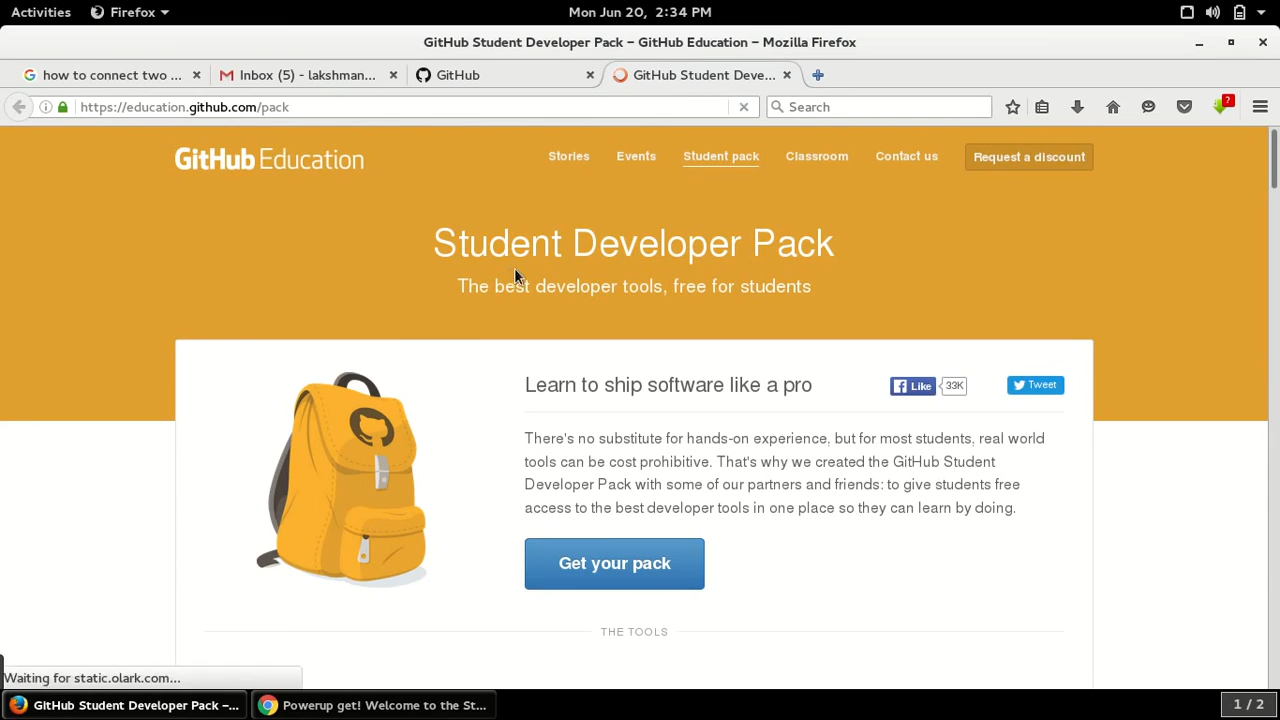 Activities
Firefox
Mon Jun 20, 2:34 PM
GitHub Student Developer Pack – GitHub Education – Mozilla Firefox
how to connect two ...
Inbox (5) - lakshman...
GitHub
GitHub Student Deve...
https://education.github.com/pack
Search
?
GitHub Education
Stories
Events
Student pack
Classroom
Contact us
Request a discount
Student Developer Pack
The best developer tools, free for students
Learn to ship software like a pro
Like
33K
Tweet
There's no substitute for hands-on experience, but for most students, real world
tools can be cost prohibitive. That's why we created the GitHub Student
Developer Pack with some of our partners and friends: to give students free
access to the best developer tools in one place so they can learn by doing.
Get your pack
THE TOOLS
Waiting for static.olark.com...
GitHub Student Developer Pack –...
Powerup get! Welcome to the St...
1 / 2